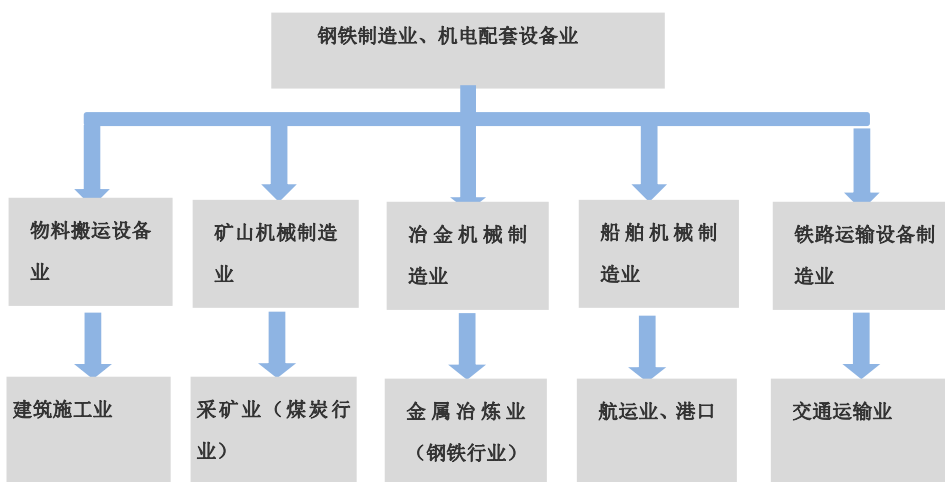 钢铁制造业、机电配套设备业
物料搬运设备
业
矿山机械制造
业
冶金机械制
造业
船舶机械制
造业
铁路运输设备制
造业
建筑施工业
采矿业（煤炭行
业）
金属冶炼业
（钢铁行业）
航运业、港口
交通运输业